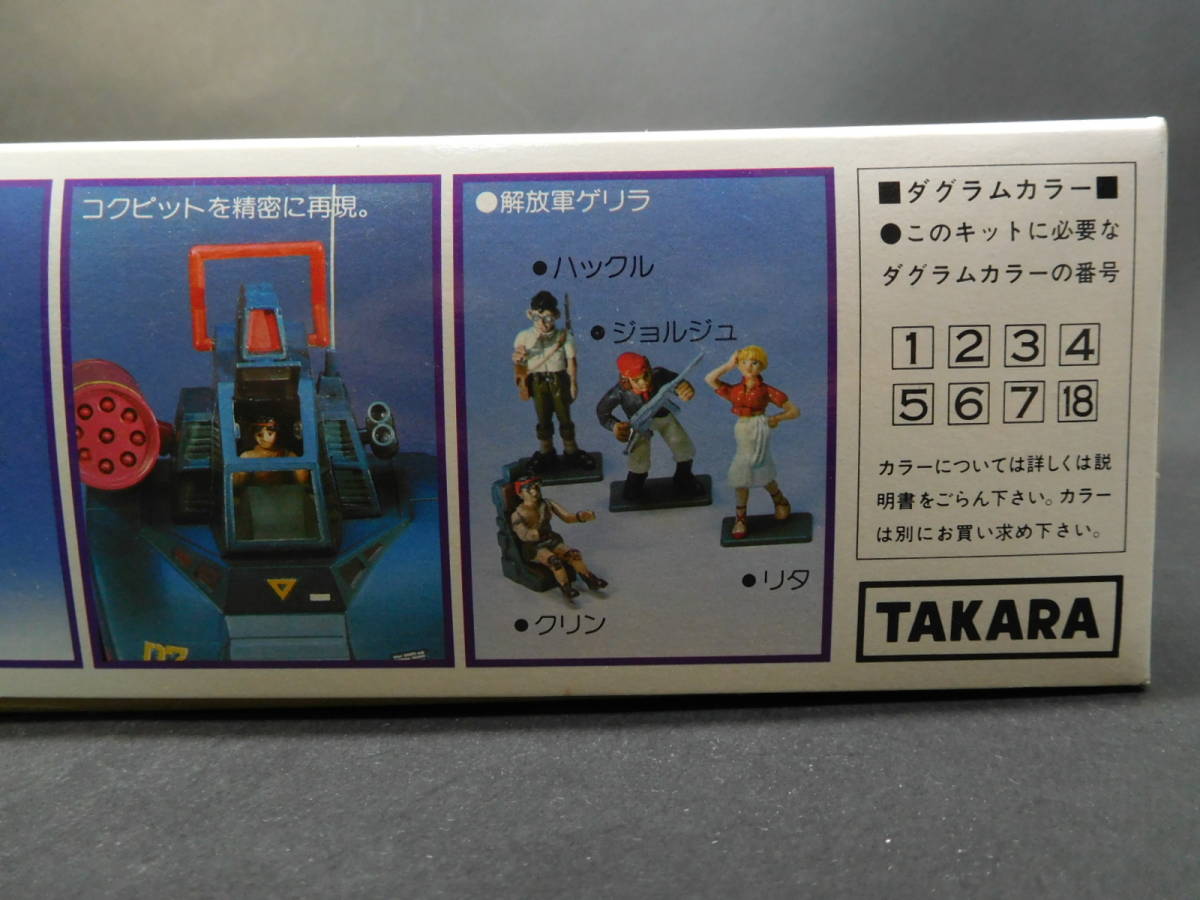 コクピットを精密に再現。
●解放軍ゲリラ
●ハックル
●ジョルジュ
●リタ
●クリン
■ダグラムカラー■
●このキットに必要な
ダグラムカラーの番号
1 2 3 4
5 6 7 18
カラーについては詳しくは説
明書をごらん下さい。カラー
は別にお買い求め下さい。
TAKARA